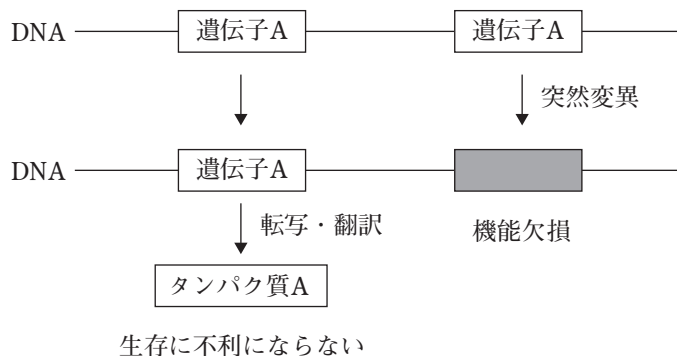 DNA 遺伝子A 遺伝子A
突然変異
DNA 遺伝子A
転写・翻訳 機能欠損
タンパク質A
生存に不利にならない